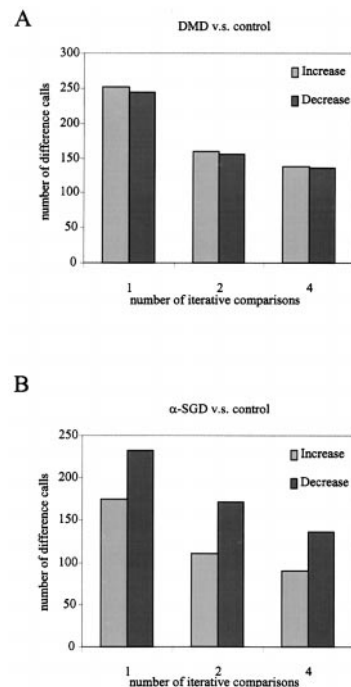 A
DMD v.s. control
300
250
200
150
100
50
0
number of difference calls
Increase
Decrease
1 2 4
number of iterative comparisons
B
α-SGD v.s. control
250
200
150
100
50
0
number of difference calls
Increase
Decrease
1 2 4
number of iterative comparisons